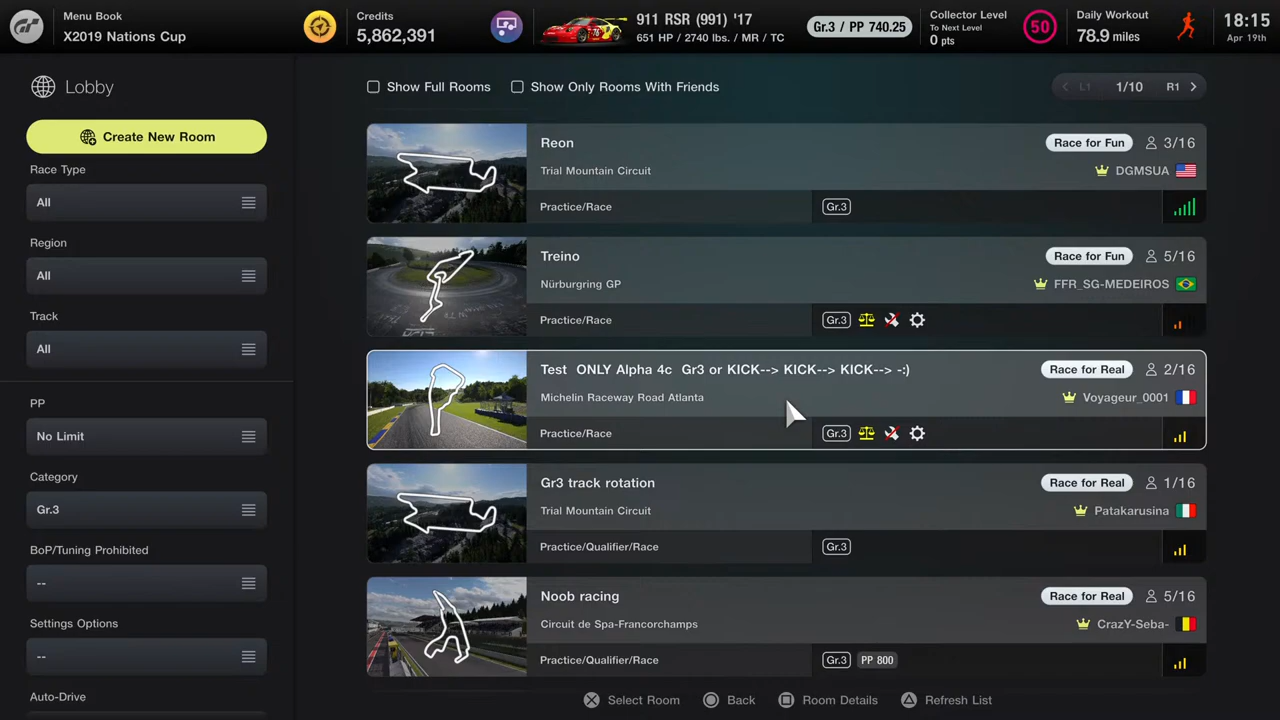 Menu Book
X2019 Nations Cup
Credits
5,862,391
911 RSR (991) '17
651 HP / 2740 lbs. / MR / TC
Gr.3 / PP 740.25
Collector Level
To Next Level
0 pts
50
Daily Workout
78.9 miles
18:15
Apr 19th
Lobby
Create New Room
Race Type
All
Region
All
Track
All
PP
No Limit
Category
Gr.3
BoP/Tuning Prohibited
--
Settings Options
--
Auto-Drive
Show Full Rooms
Show Only Rooms With Friends
L1 1/10 R1
Reon
Race for Fun 3/16
Trial Mountain Circuit
DGMSUA
Practice/Race
Gr.3
Treino
Race for Fun 5/16
Nürburgring GP
FFR_SG-MEDEIROS
Practice/Race
Gr.3
Test ONLY Alpha 4c Gr3 or KICK--> KICK--> KICK--> -:)
Race for Real 2/16
Michelin Raceway Road Atlanta
Voyageur_0001
Practice/Race
Gr.3
Gr3 track rotation
Race for Real 1/16
Trial Mountain Circuit
Patakarusina
Practice/Qualifier/Race
Gr.3
Noob racing
Race for Real 5/16
Circuit de Spa-Francorchamps
CrazY-Seba-
Practice/Qualifier/Race
Gr.3 PP 800
Select Room Back Room Details Refresh List